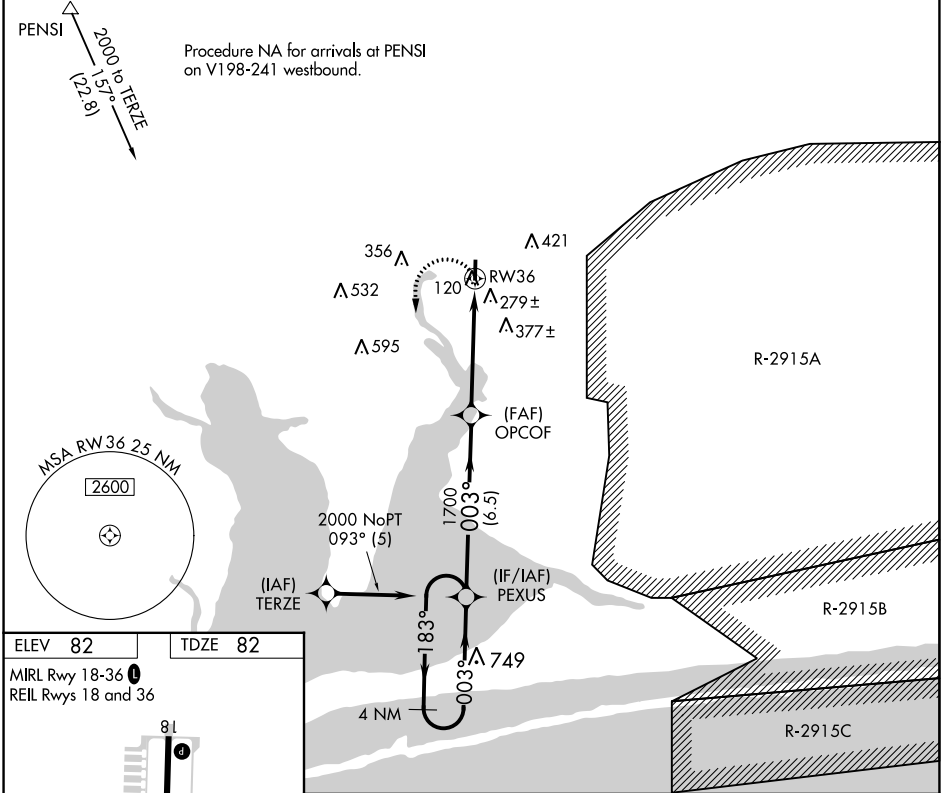 PENSI
2000 to TERZE
157°
(22.8)
Procedure NA for arrivals at PENSI
on V198-241 westbound.
421
356
RW36
120
532
279±
377±
595
R-2915A
(FAF)
OPCOF
MSA RW36 25 NM
2600
1700
003°
(6.5)
2000 NoPT
093° (5)
(IAF)
TERZE
(IF/IAF)
PEXUS
R-2915B
183°
003°
749
4 NM
R-2915C
ELEV 82
TDZE 82
MIRL Rwy 18-36 L
REIL Rwys 18 and 36
18
P